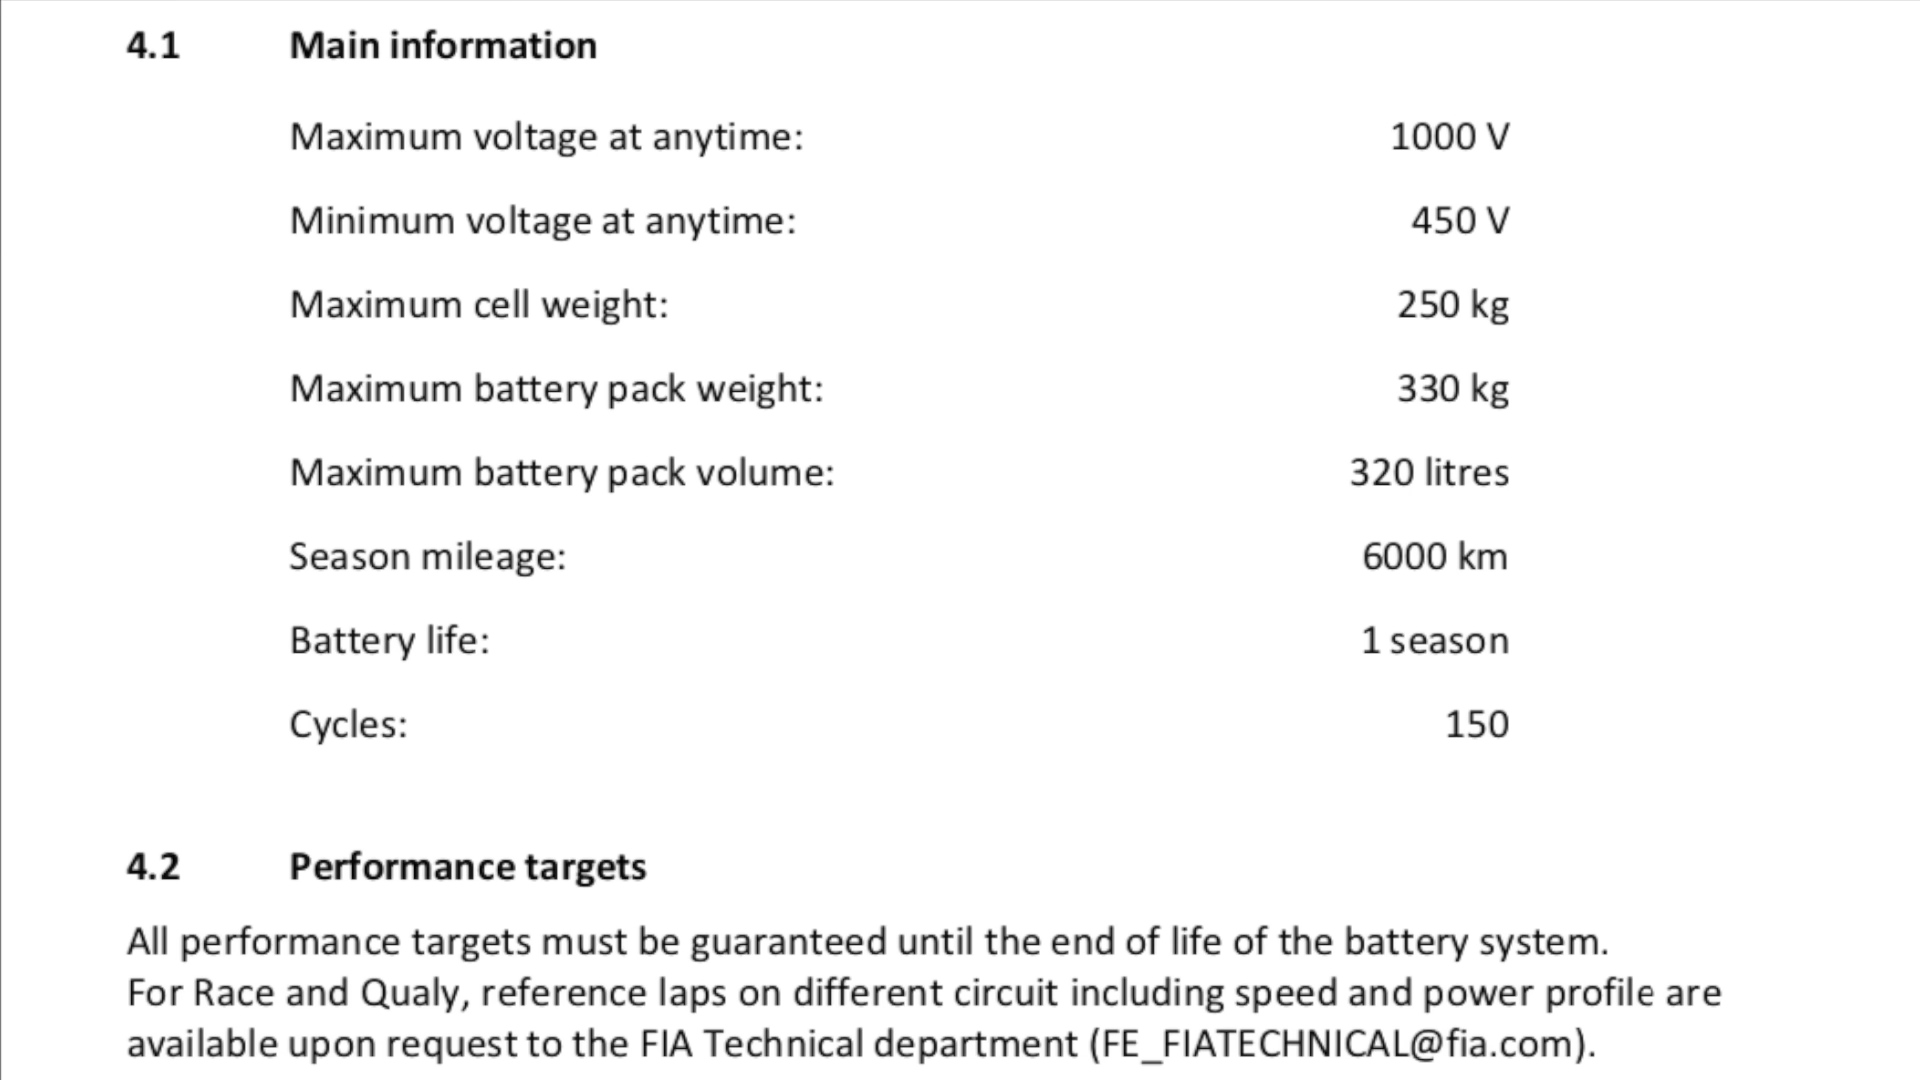 4.1 Main information
Maximum voltage at anytime: 1000 V
Minimum voltage at anytime: 450 V
Maximum cell weight: 250 kg
Maximum battery pack weight: 330 kg
Maximum battery pack volume: 320 litres
Season mileage: 6000 km
Battery life: 1 season
Cycles: 150
4.2 Performance targets
All performance targets must be guaranteed until the end of life of the battery system.
For Race and Qualy, reference laps on different circuit including speed and power profile are
available upon request to the FIA Technical department (FE_FIATECHNICAL@fia.com).